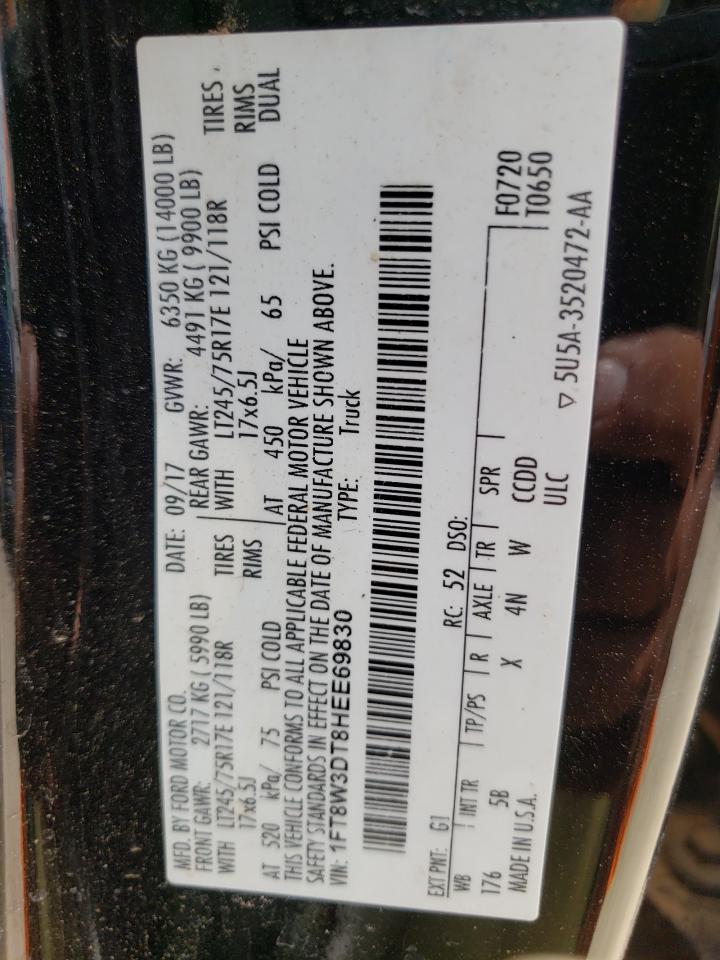 MFD. BY FORD MOTOR CO. DATE: 09/17 GVWR: 6350 KG (14000 LB)
FRONT GAWR: 2717 KG ( 5990 LB) REAR GAWR: 4491 KG ( 9900 LB)
WITH LT245/75R17E 121/118R TIRES WITH LT245/75R17E 121/118R TIRES
17x6.5J RIMS 17x6.5J RIMS
AT 520 kPa/ 75 PSI COLD AT 450 kPa/ 65 PSI COLD DUAL
THIS VEHICLE CONFORMS TO ALL APPLICABLE FEDERAL MOTOR VEHICLE
SAFETY STANDARDS IN EFFECT ON THE DATE OF MANUFACTURE SHOWN ABOVE.
VIN: 1FT8W3DT8HEE69830 TYPE: Truck
EXT PNT: G1 RC: 52 DSO: F0720
WB INT TR TP/PS R AXLE TR SPR T0650
176 5B X 4N W CCDD
MADE IN U.S.A. ULC
▽ 5U5A-3520472-AA